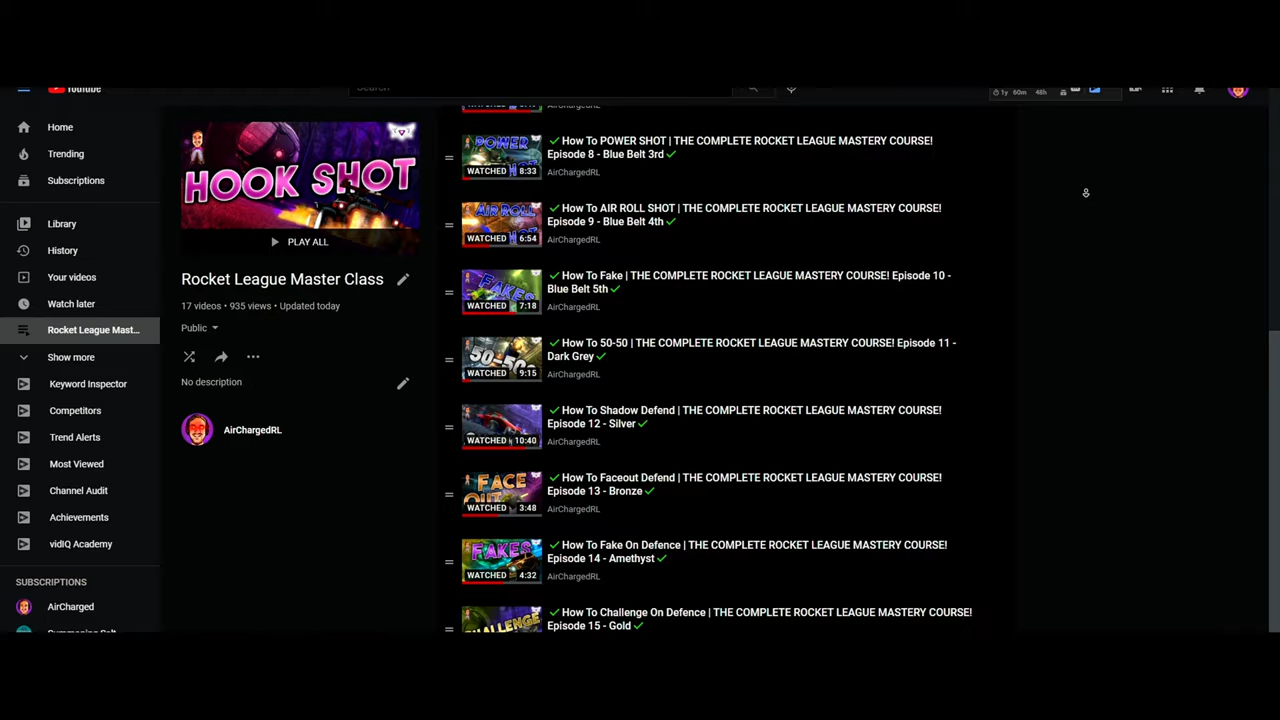 YouTube
Search
1y 60m 48h
Home
Trending
Subscriptions
Library
History
Your videos
Watch later
Rocket League Mast...
Show more
Keyword Inspector
Competitors
Trend Alerts
Most Viewed
Channel Audit
Achievements
vidIQ Academy
SUBSCRIPTIONS
AirCharged
HOOK SHOT
PLAY ALL
Rocket League Master Class
17 videos • 935 views • Updated today
Public
No description
AirChargedRL
AirChargedRL
POWER
WATCHED 8:33
How To POWER SHOT | THE COMPLETE ROCKET LEAGUE MASTERY COURSE!
Episode 8 - Blue Belt 3rd
AirChargedRL
AIR ROLL
WATCHED 6:54
How To AIR ROLL SHOT | THE COMPLETE ROCKET LEAGUE MASTERY COURSE!
Episode 9 - Blue Belt 4th
AirChargedRL
FAKES
WATCHED 7:18
How To Fake | THE COMPLETE ROCKET LEAGUE MASTERY COURSE! Episode 10 -
Blue Belt 5th
AirChargedRL
50-50s
WATCHED 9:15
How To 50-50 | THE COMPLETE ROCKET LEAGUE MASTERY COURSE! Episode 11 -
Dark Grey
AirChargedRL
WATCHED 10:40
How To Shadow Defend | THE COMPLETE ROCKET LEAGUE MASTERY COURSE!
Episode 12 - Silver
AirChargedRL
FACE
OUT
WATCHED 3:48
How To Faceout Defend | THE COMPLETE ROCKET LEAGUE MASTERY COURSE!
Episode 13 - Bronze
AirChargedRL
FAKES
WATCHED 4:32
How To Fake On Defence | THE COMPLETE ROCKET LEAGUE MASTERY COURSE!
Episode 14 - Amethyst
AirChargedRL
CHALLENGE
How To Challenge On Defence | THE COMPLETE ROCKET LEAGUE MASTERY COURSE!
Episode 15 - Gold